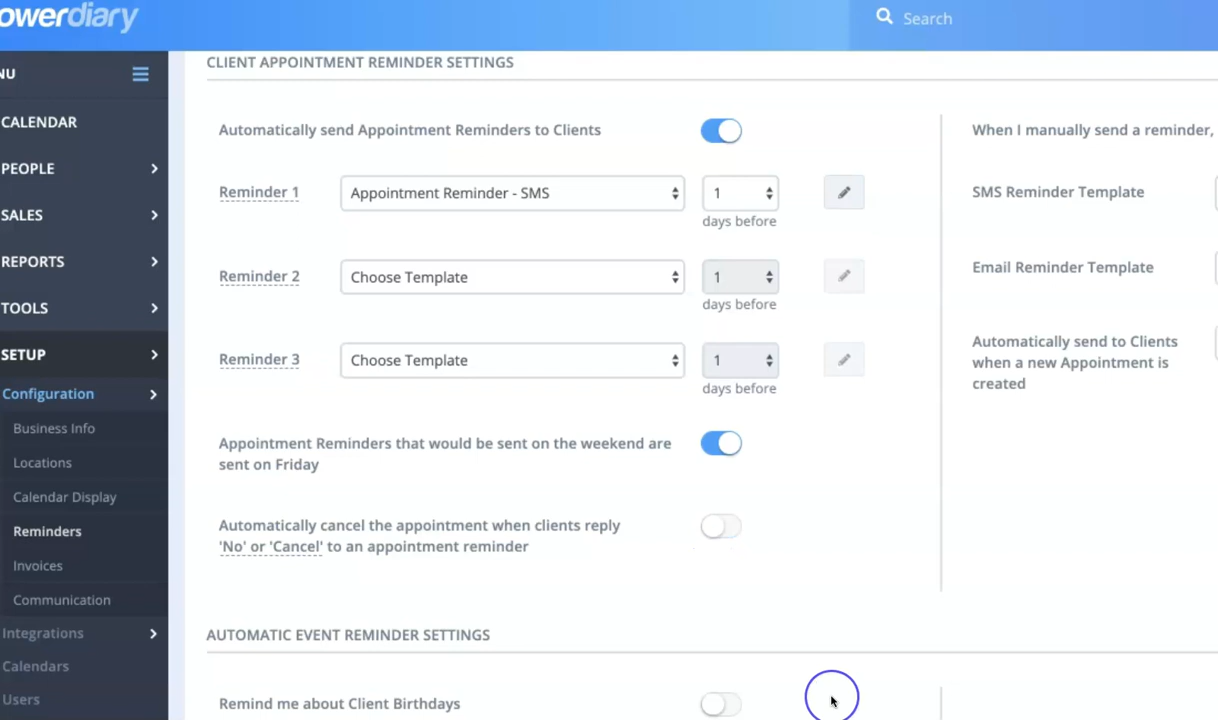 owerdiary
Search
NU
CALENDAR
PEOPLE
SALES
REPORTS
TOOLS
SETUP
Configuration
Business Info
Locations
Calendar Display
Reminders
Invoices
Communication
Integrations
Calendars
Users
CLIENT APPOINTMENT REMINDER SETTINGS
Automatically send Appointment Reminders to Clients
Reminder 1
Appointment Reminder - SMS
1
days before
Reminder 2
Choose Template
1
days before
Reminder 3
Choose Template
1
days before
Appointment Reminders that would be sent on the weekend are
sent on Friday
Automatically cancel the appointment when clients reply
'No' or 'Cancel' to an appointment reminder
When I manually send a reminder,
SMS Reminder Template
Email Reminder Template
Automatically send to Clients
when a new Appointment is
created
AUTOMATIC EVENT REMINDER SETTINGS
Remind me about Client Birthdays